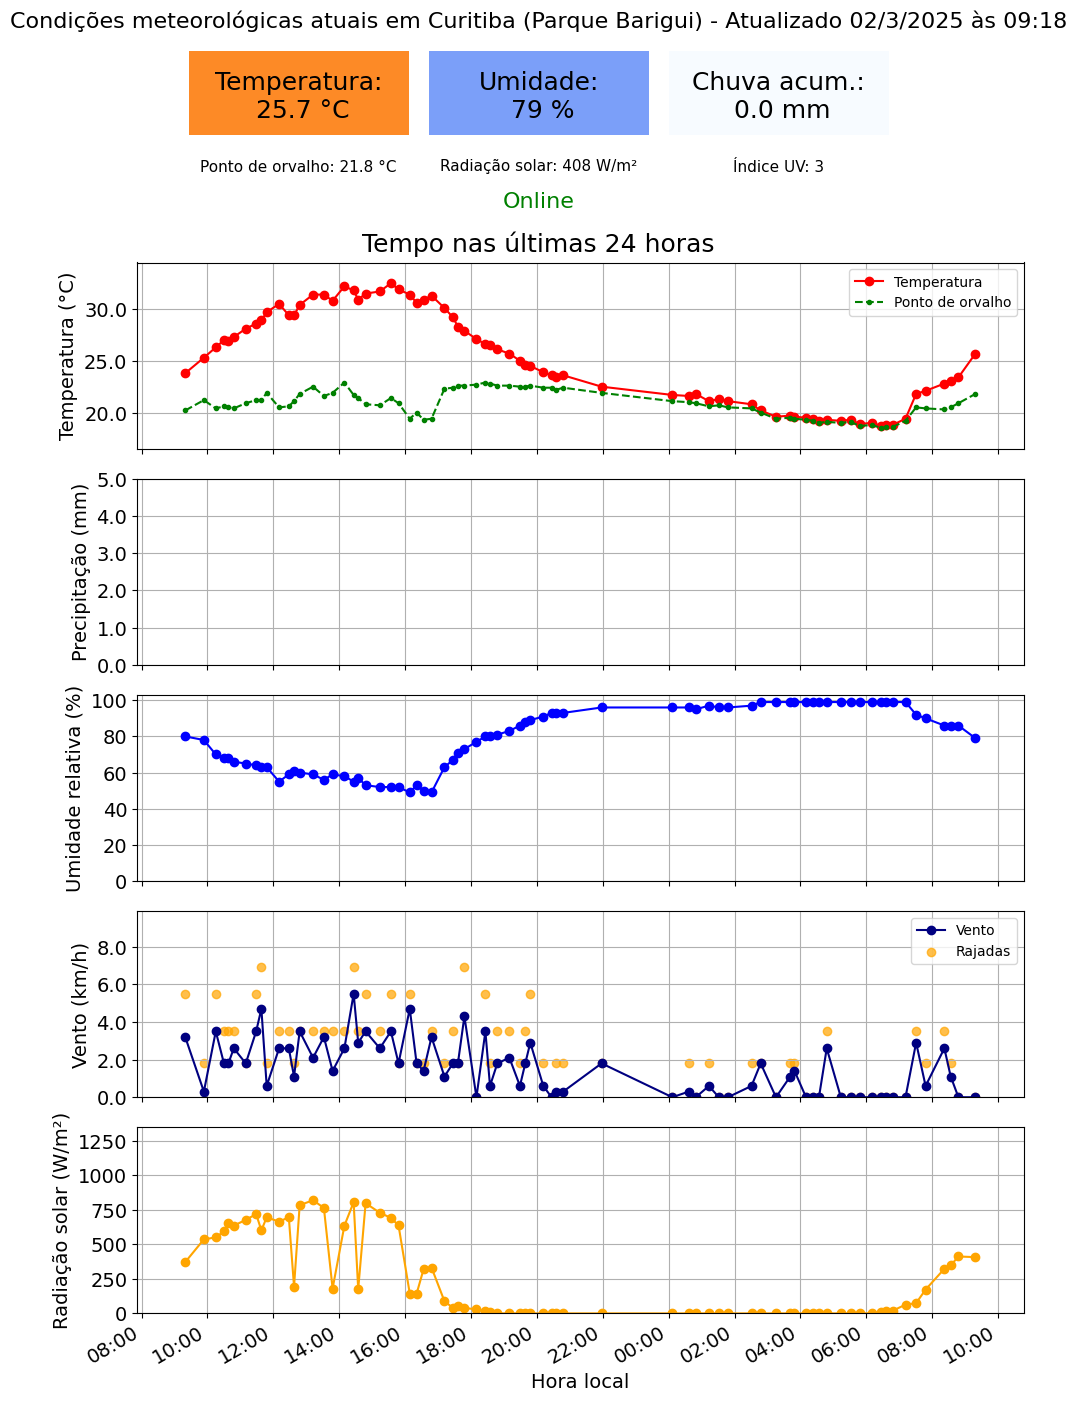 Condições meteorológicas atuais em Curitiba (Parque Barigui) - Atualizado 02/3/2025 às 09:18
Temperatura:
25.7 °C
Umidade:
79 %
Chuva acum.:
0.0 mm
Ponto de orvalho: 21.8 °C
Radiação solar: 408 W/m²
Índice UV: 3
Online
Tempo nas últimas 24 horas
Temperatura (°C)
30.0
25.0
20.0
Temperatura
Ponto de orvalho
Precipitação (mm)
5.0
4.0
3.0
2.0
1.0
0.0
Umidade relativa (%)
100
80
60
40
20
0
Vento (km/h)
8.0
6.0
4.0
2.0
0.0
Vento
Rajadas
Radiação solar (W/m²)
1250
1000
750
500
250
0
08:00
10:00
12:00
14:00
16:00
18:00
20:00
22:00
00:00
02:00
04:00
06:00
08:00
10:00
Hora local